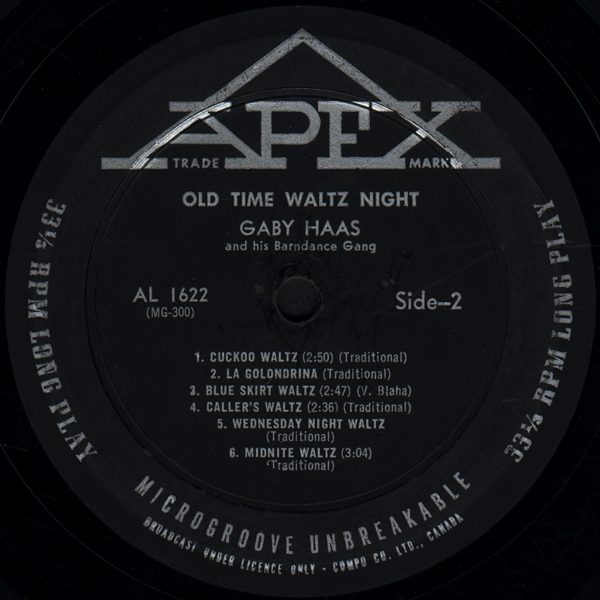 APEX
TRADE MARK
OLD TIME WALTZ NIGHT
GABY HAAS
and his Barndance Gang
AL 1622
(MG-300)
Side-2
1. CUCKOO WALTZ (2:50) (Traditional)
2. LA GOLONDRINA (Traditional)
3. BLUE SKIRT WALTZ (2:47) (V. Blaha)
4. CALLER'S WALTZ (2:36) (Traditional)
5. WEDNESDAY NIGHT WALTZ
(Traditional)
6. MIDNITE WALTZ (3:04)
(Traditional)
33⅓ RPM LONG PLAY
33⅓ RPM LONG PLAY
MICROGROOVE UNBREAKABLE
BROADCAST UNDER LICENCE ONLY - COMPO CO. LTD., CANADA